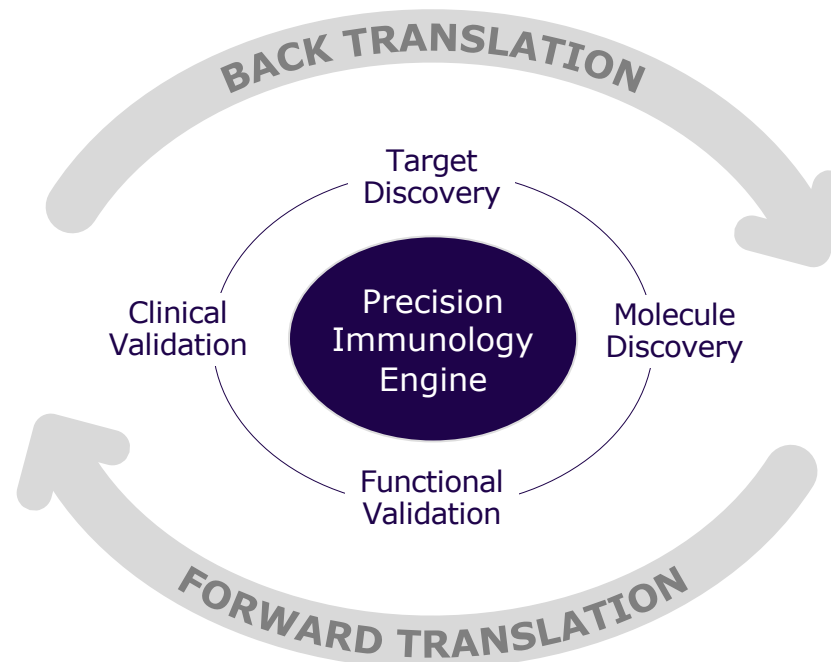 BACK TRANSLATION
Target
Discovery
Clinical
Validation
Precision
Immunology
Engine
Molecule
Discovery
Functional
Validation
FORWARD TRANSLATION